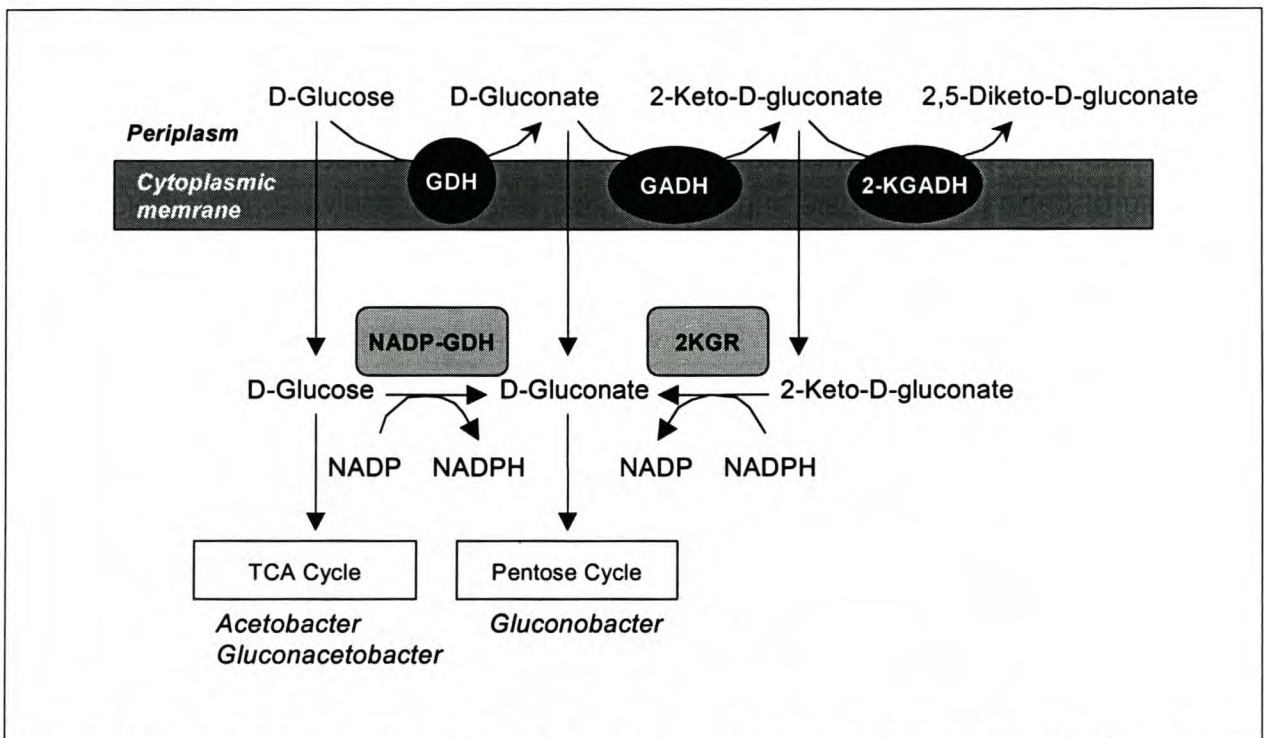 D-Glucose D-Gluconate 2-Keto-D-gluconate 2,5-Diketo-D-gluconate
Periplasm
Cytoplasmic
memrane
GDH GADH 2-KGADH
NADP-GDH 2KGR
D-Glucose D-Gluconate 2-Keto-D-gluconate
NADP NADPH NADP NADPH
TCA Cycle Pentose Cycle
Acetobacter Gluconobacter
Gluconacetobacter